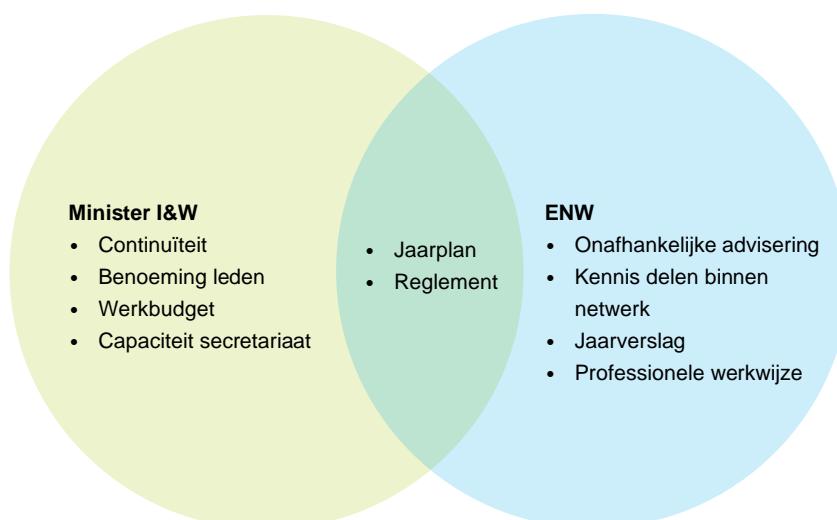 Minister I&W
• Continuïteit
• Benoeming leden
• Werkbudget
• Capaciteit secretariaat
• Jaarplan
• Reglement
ENW
• Onafhankelijke advisering
• Kennis delen binnen
netwerk
• Jaarverslag
• Professionele werkwijze